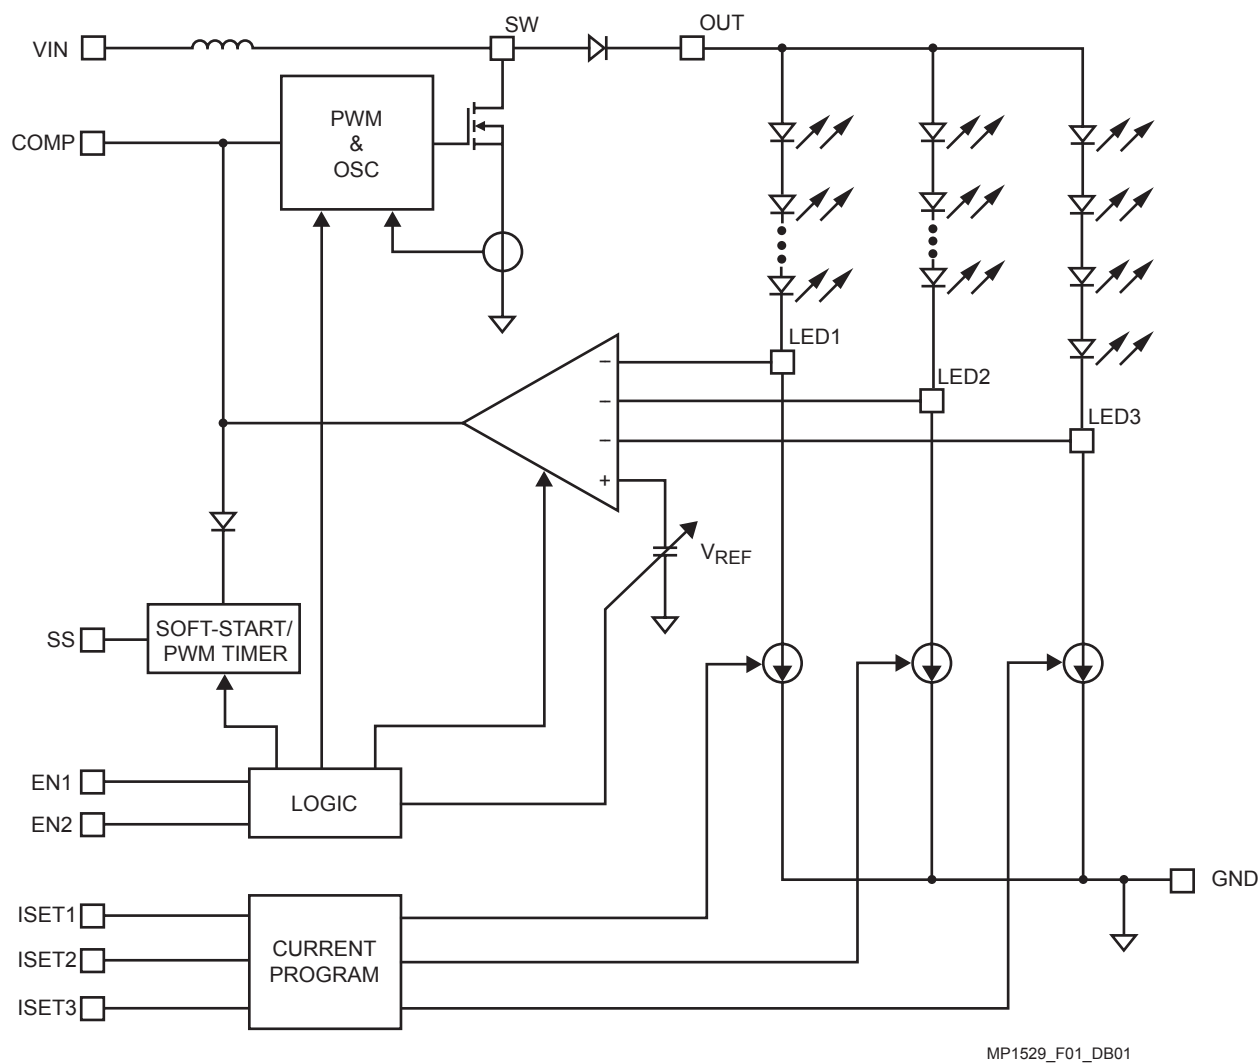 SW
OUT
VIN
COMP
PWM
&
OSC
LED1
LED2
LED3
−
−
−
+
VREF
SS
SOFT-START/
PWM TIMER
EN1
EN2
LOGIC
GND
ISET1
ISET2
ISET3
CURRENT
PROGRAM
MP1529_F01_DB01